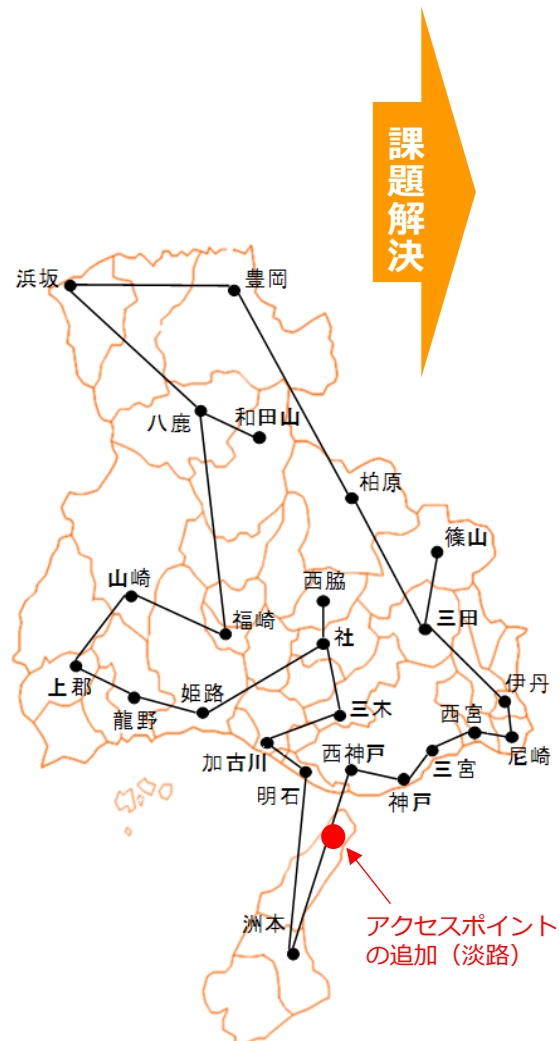 課題解決
浜坂
豊岡
八鹿
和田山
柏原
篠山
山崎
西脇
福崎
社
三田
上郡
龍野
姫路
三木
伊丹
西宮
加古川
西神戸
三宮
尼崎
明石
神戸
洲本
アクセスポイント
の追加（淡路）